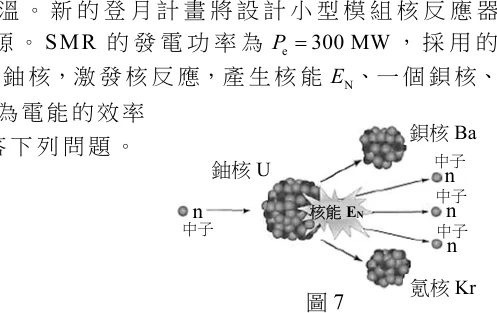 溫。新的登月計畫將設計小型模組核反應器
源。SMR 的發電功率為 Pe = 300 MW，採用的
鈾核，激發核反應，產生核能 EN、一個鋇核、
為電能的效率
答下列問題。
鋇核 Ba
中子
n
鈾核 U
中子
n
n
中子
核能 EN
中子
n
氪核 Kr
圖 7